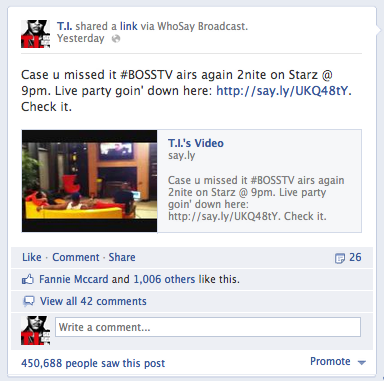 T.I. shared a link via WhoSay Broadcast.
Yesterday
Case u missed it #BOSSTV airs again 2nite on Starz @
9pm. Live party goin' down here: http://say.ly/UKQ48tY.
Check it.
T.I.'s Video
say.ly
Case u missed it #BOSSTV airs again
2nite on Starz @ 9pm. Live party goin'
down here:
http://say.ly/UKQ48tY. Check it.
Like · Comment · Share
26
Fannie Mccard and 1,006 others like this.
View all 42 comments
Write a comment...
450,688 people saw this post
Promote